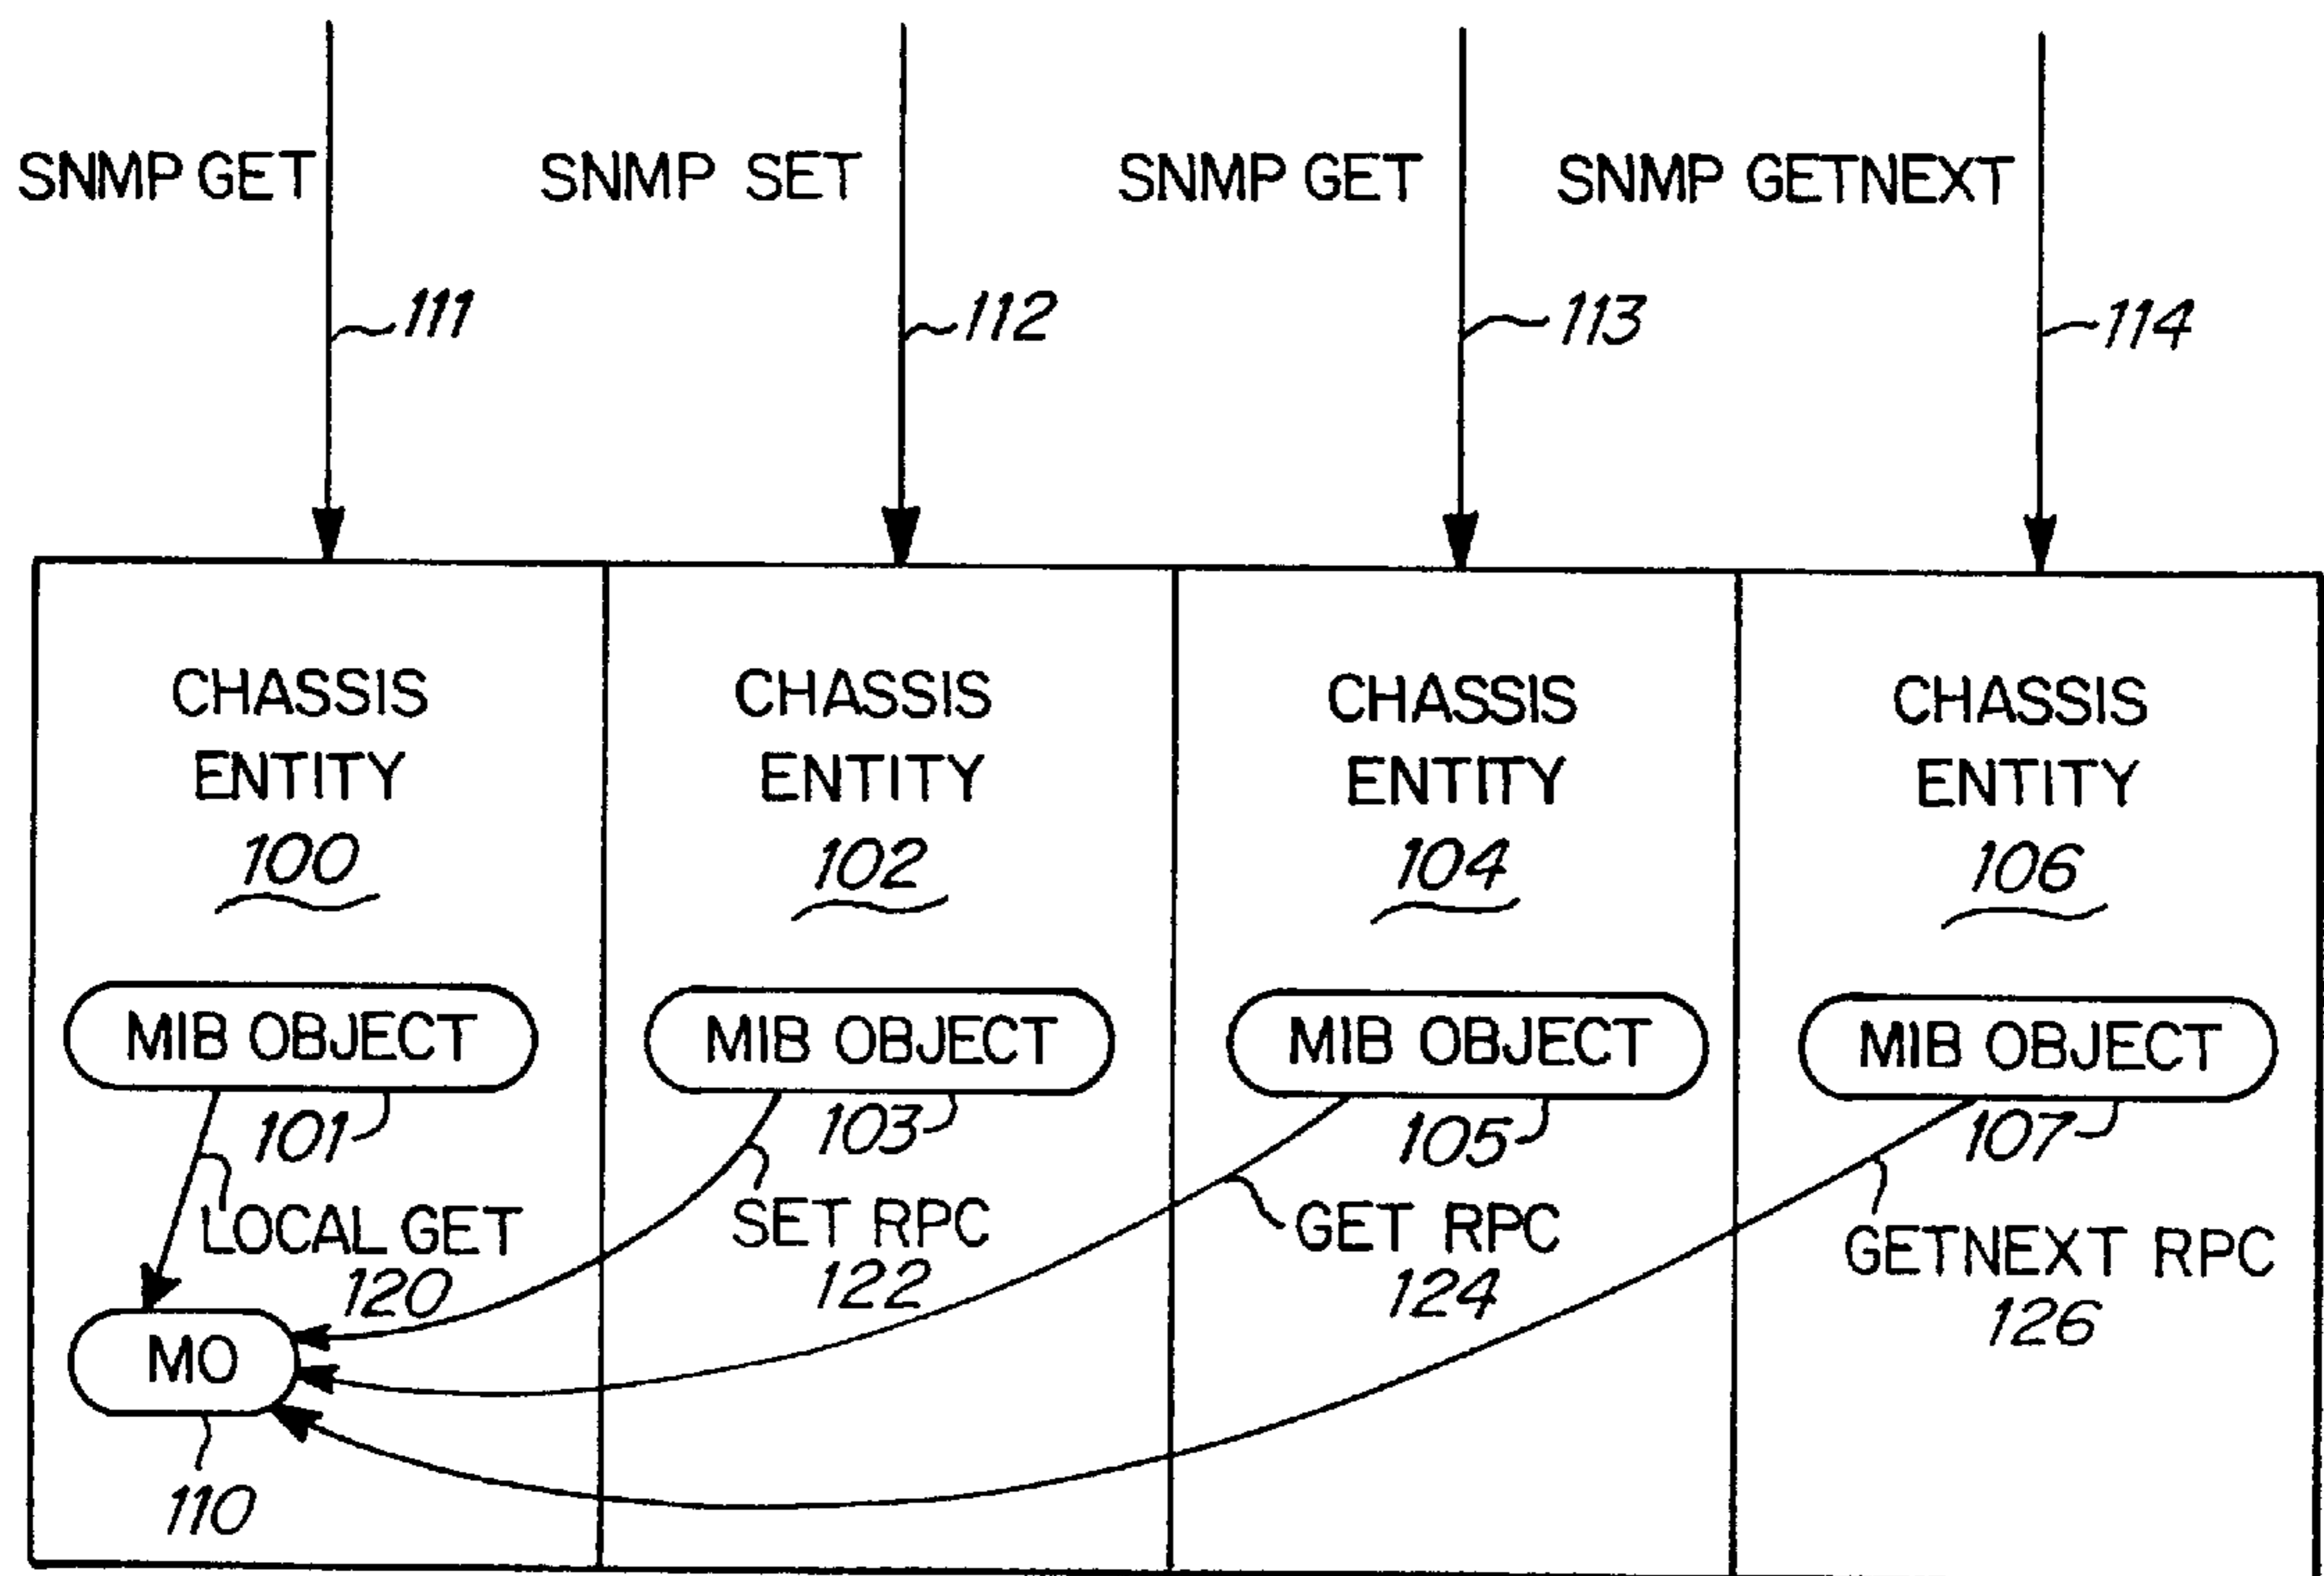 SNMP GET
SNMP SET
SNMP GET
SNMP GETNEXT
111
112
113
114
CHASSIS
ENTITY
100
CHASSIS
ENTITY
102
CHASSIS
ENTITY
104
CHASSIS
ENTITY
106
MIB OBJECT
MIB OBJECT
MIB OBJECT
MIB OBJECT
101
103
105
107
LOCAL GET
120
SET RPC
122
GET RPC
124
GETNEXT RPC
126
MO
110